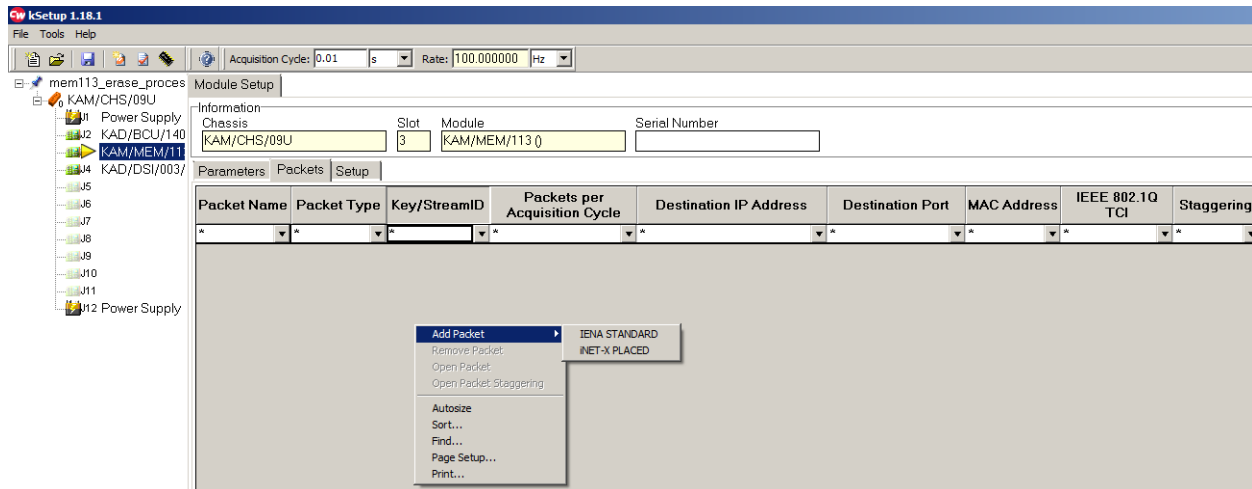 kSetup 1.18.1
File Tools Help
Acquisition Cycle: 0.01 s Rate: 100.000000 Hz
mem113_erase_proces
KAM/CHS/09U
J1 Power Supply
J2 KAD/BCU/140
KAM/MEM/11
J4 KAD/DSI/003/
J5
J6
J7
J8
J9
J10
J11
J12 Power Supply
Module Setup
Information
Chassis Slot Module Serial Number
KAM/CHS/09U 3 KAM/MEM/113 ()
Parameters Packets Setup
Packet Name Packet Type Key/StreamID Packets per Acquisition Cycle Destination IP Address Destination Port MAC Address IEEE 802.1Q TCI Staggering
* * * * * * * * *
Add Packet
Remove Packet
Open Packet
Open Packet Staggering
Autosize
Sort...
Find...
Page Setup...
Print...
IENA STANDARD
iNET-X PLACED